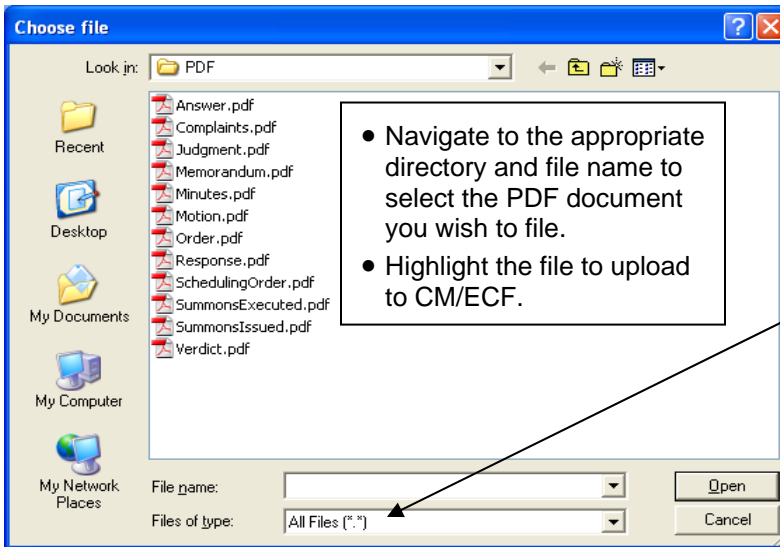 Choose file
Look in: PDF
Recent
Desktop
My Documents
My Computer
My Network
Places
Answer.pdf
Complaints.pdf
Judgment.pdf
Memorandum.pdf
Minutes.pdf
Motion.pdf
Order.pdf
Response.pdf
SchedulingOrder.pdf
SummonsExecuted.pdf
SummonsIssued.pdf
Verdict.pdf
• Navigate to the appropriate
directory and file name to
select the PDF document
you wish to file.
• Highlight the file to upload
to CM/ECF.
File name:
Open
Files of type: All Files (*.*)
Cancel